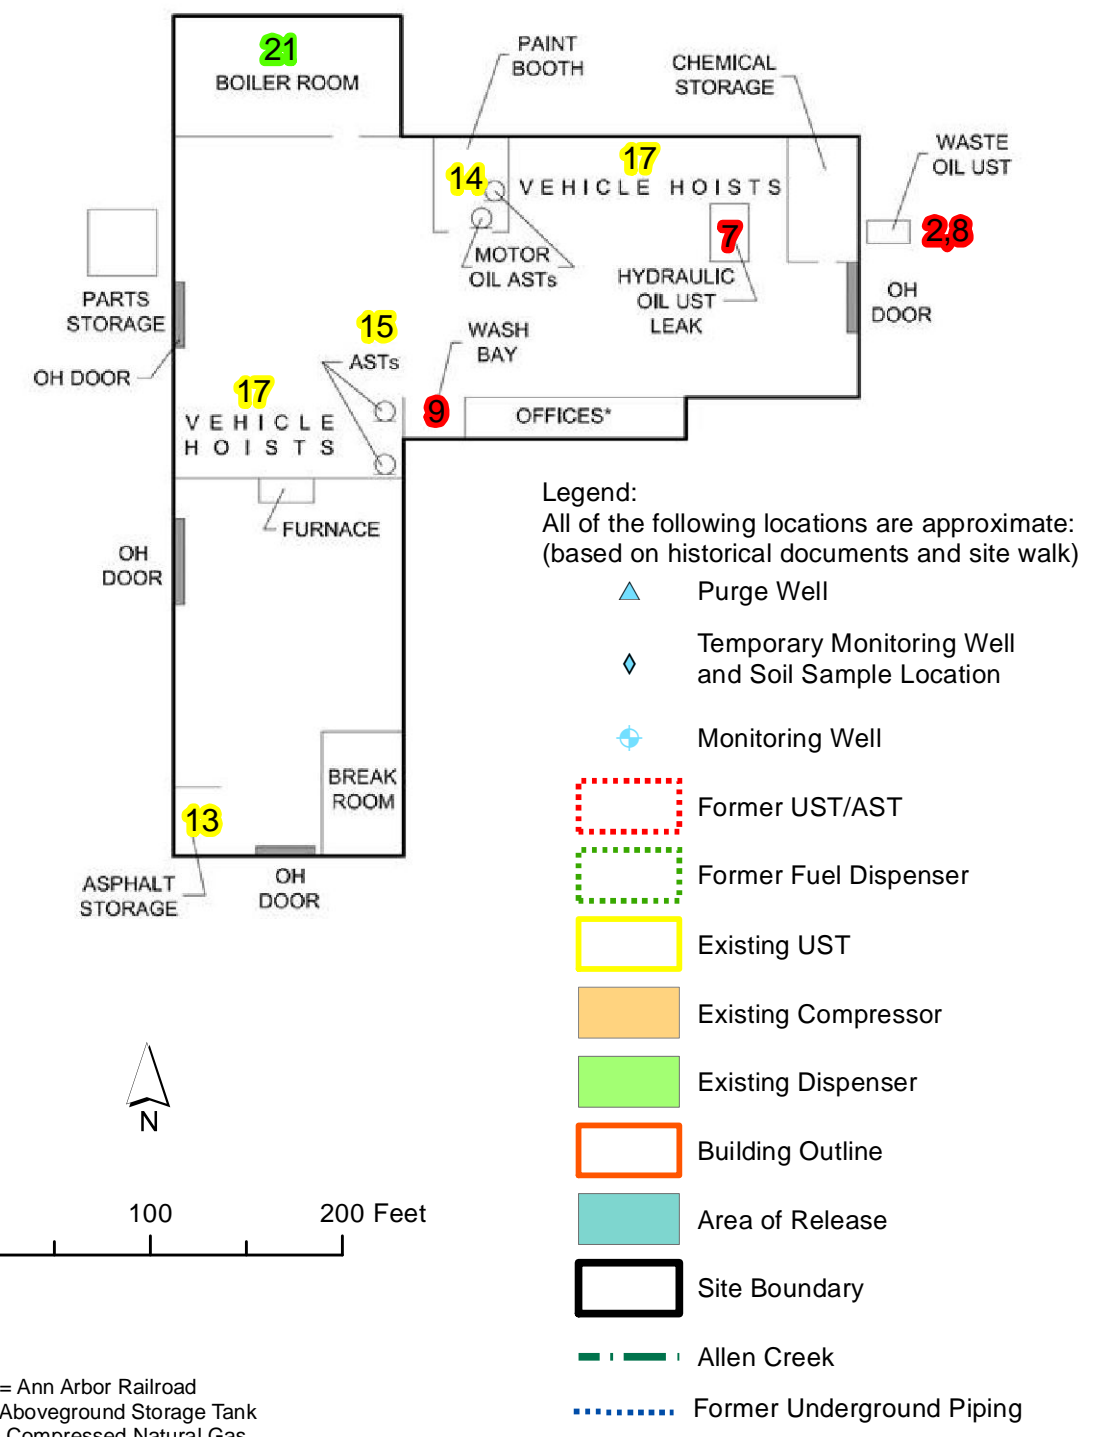 21
BOILER ROOM
PAINT
BOOTH
CHEMICAL
STORAGE
WASTE
OIL UST
14
17
VEHICLE HOISTS
2,8
7
MOTOR
OIL ASTs
HYDRAULIC
OIL UST
LEAK
OH
DOOR
PARTS
STORAGE
OH DOOR
15
ASTs
WASH
BAY
17
VEHICLE
HOISTS
9
OFFICES*
FURNACE
OH
DOOR
BREAK
ROOM
13
ASPHALT
STORAGE
OH
DOOR
Legend:
All of the following locations are approximate:
(based on historical documents and site walk)
Purge Well
Temporary Monitoring Well
and Soil Sample Location
Monitoring Well
Former UST/AST
Former Fuel Dispenser
Existing UST
Existing Compressor
Existing Dispenser
Building Outline
Area of Release
Site Boundary
Allen Creek
Former Underground Piping
N
100
200 Feet
= Ann Arbor Railroad
Aboveground Storage Tank
Compressed Natural Gas